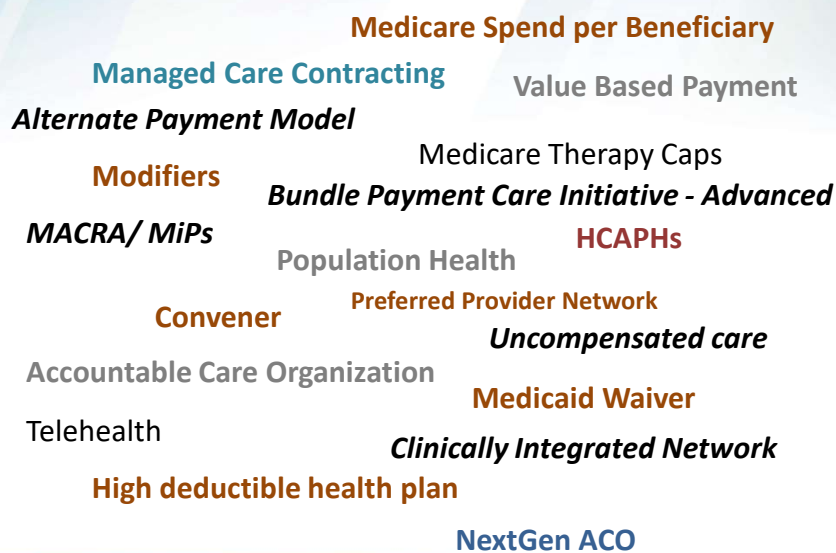 Medicare Spend per Beneficiary
Managed Care Contracting
Value Based Payment
Alternate Payment Model
Medicare Therapy Caps
Modifiers
Bundle Payment Care Initiative - Advanced
MACRA/ MiPs
HCAPHs
Population Health
Preferred Provider Network
Convener
Uncompensated care
Accountable Care Organization
Medicaid Waiver
Telehealth
Clinically Integrated Network
High deductible health plan
NextGen ACO